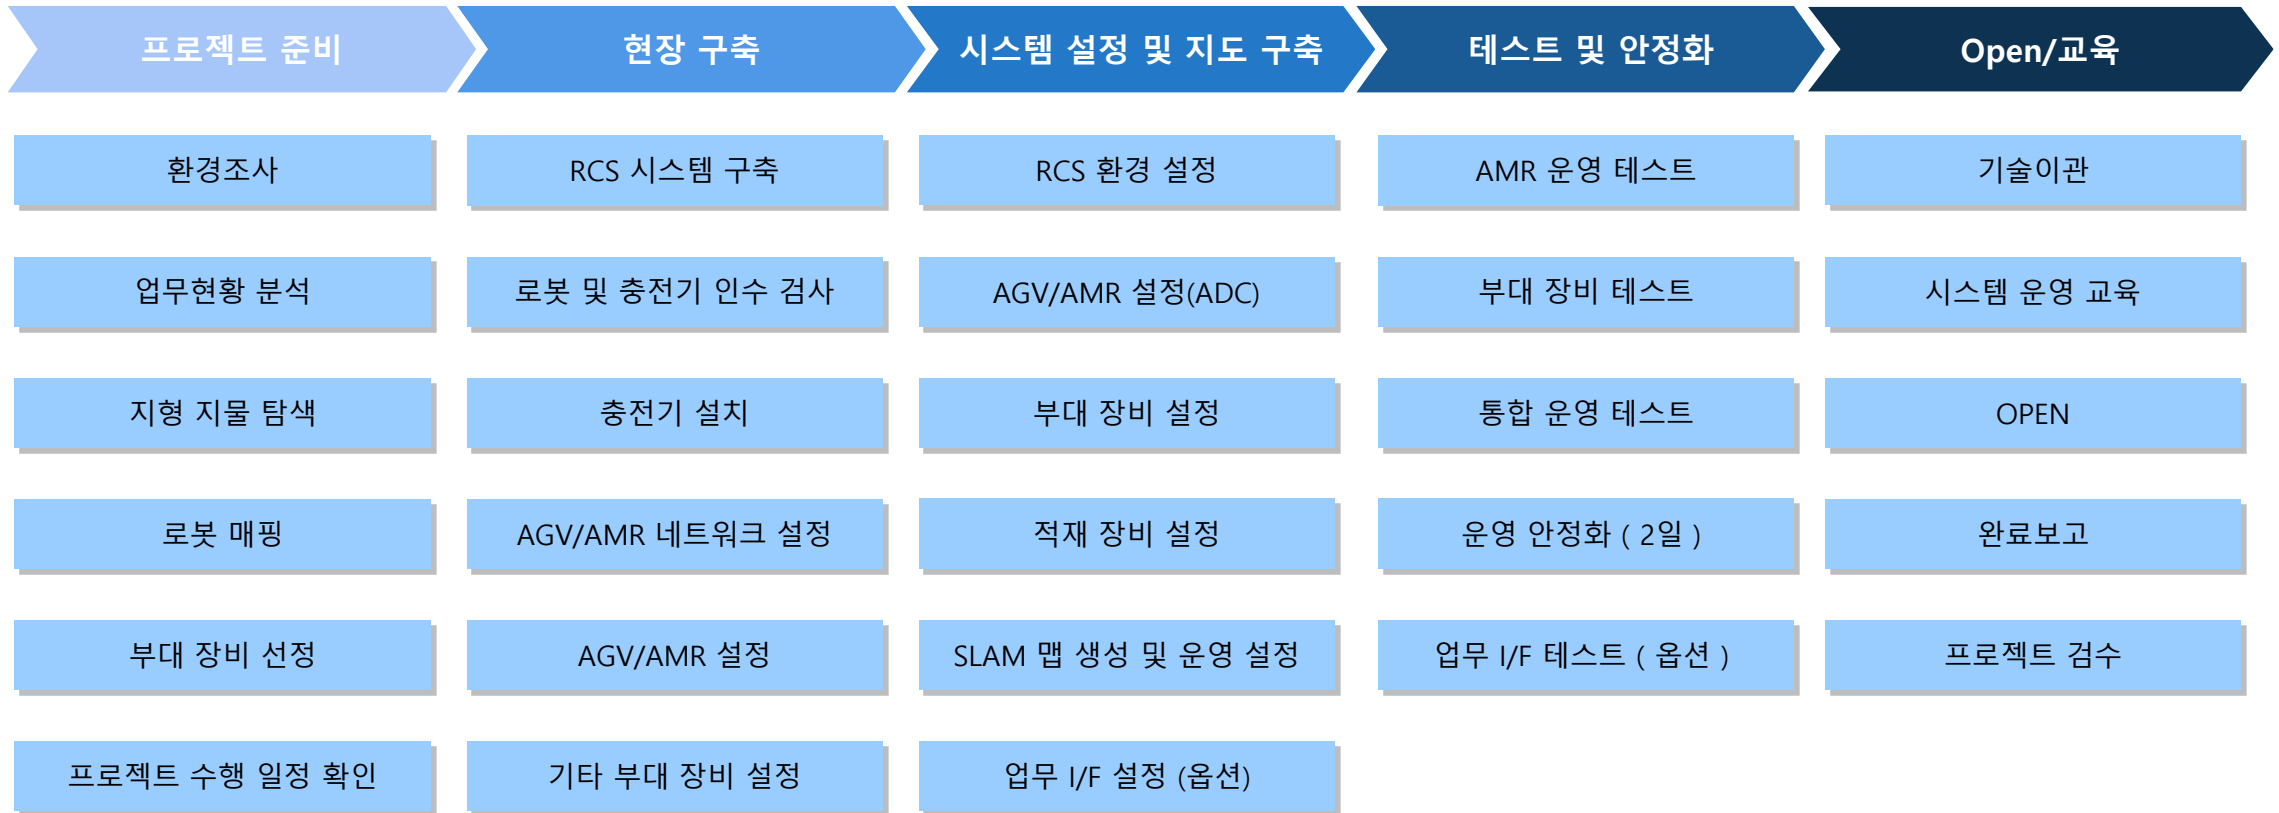 프로젝트 준비
현장 구축
시스템 설정 및 지도 구축
테스트 및 안정화
Open/교육
환경조사
RCS 시스템 구축
RCS 환경 설정
AMR 운영 테스트
기술이관
업무현황 분석
로봇 및 충전기 인수 검사
AGV/AMR 설정(ADC)
부대 장비 테스트
시스템 운영 교육
지형 지물 탐색
충전기 설치
부대 장비 설정
통합 운영 테스트
OPEN
로봇 매핑
AGV/AMR 네트워크 설정
적재 장비 설정
운영 안정화 ( 2일 )
완료보고
부대 장비 선정
AGV/AMR 설정
SLAM 맵 생성 및 운영 설정
업무 I/F 테스트 ( 옵션 )
프로젝트 검수
프로젝트 수행 일정 확인
기타 부대 장비 설정
업무 I/F 설정 (옵션)